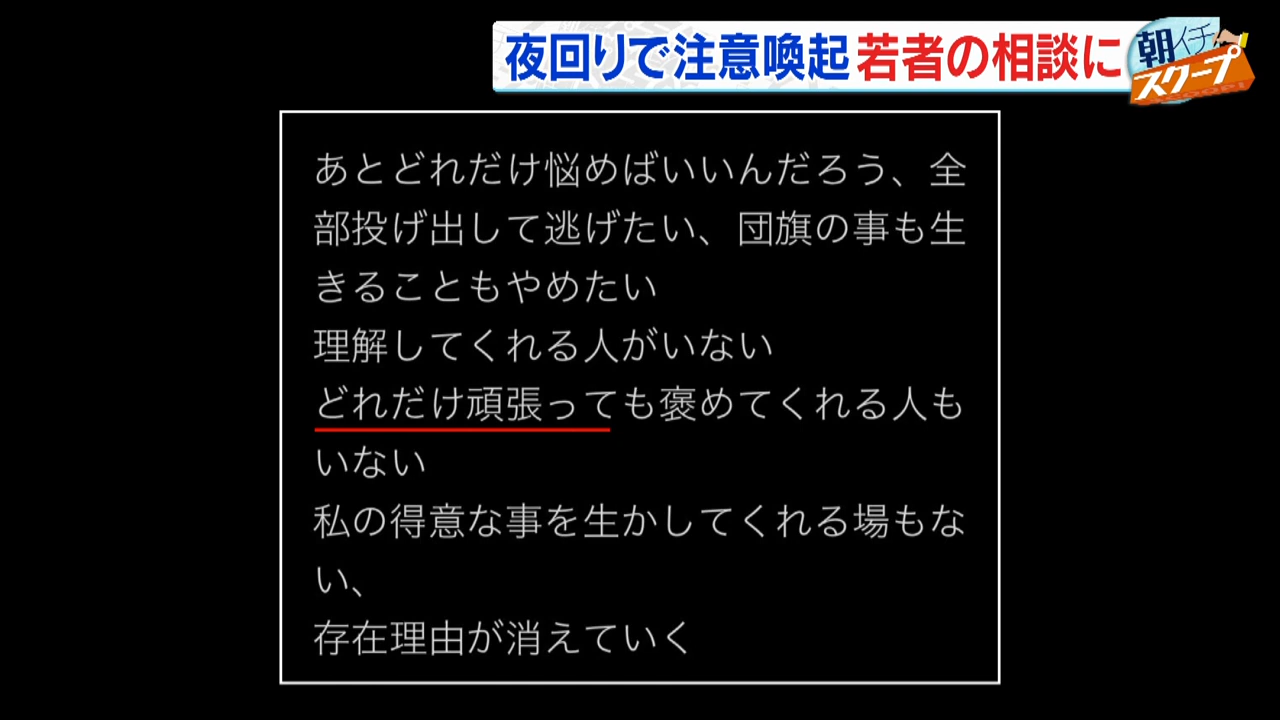 夜回りで注意喚起 若者の相談に
朝イチ
スクープ
あとどれだけ悩めばいいんだろう、全
部投げ出して逃げたい、団旗の事も生
きることもやめたい
理解してくれる人がいない
どれだけ頑張っても褒めてくれる人も
いない
私の得意な事を生かしてくれる場もな
い、
存在理由が消えていく